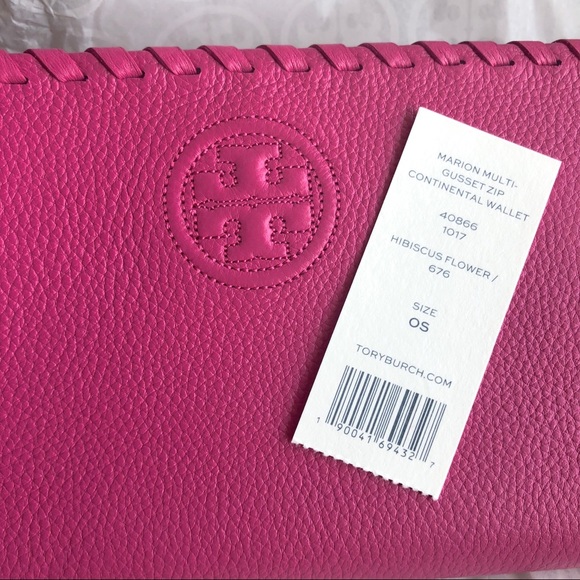 MARION MULTI-
GUSSET ZIP
CONTINENTAL WALLET
40866
1017
HIBISCUS FLOWER /
676
SIZE
OS
TORYBURCH.COM
1 90041 69432 7